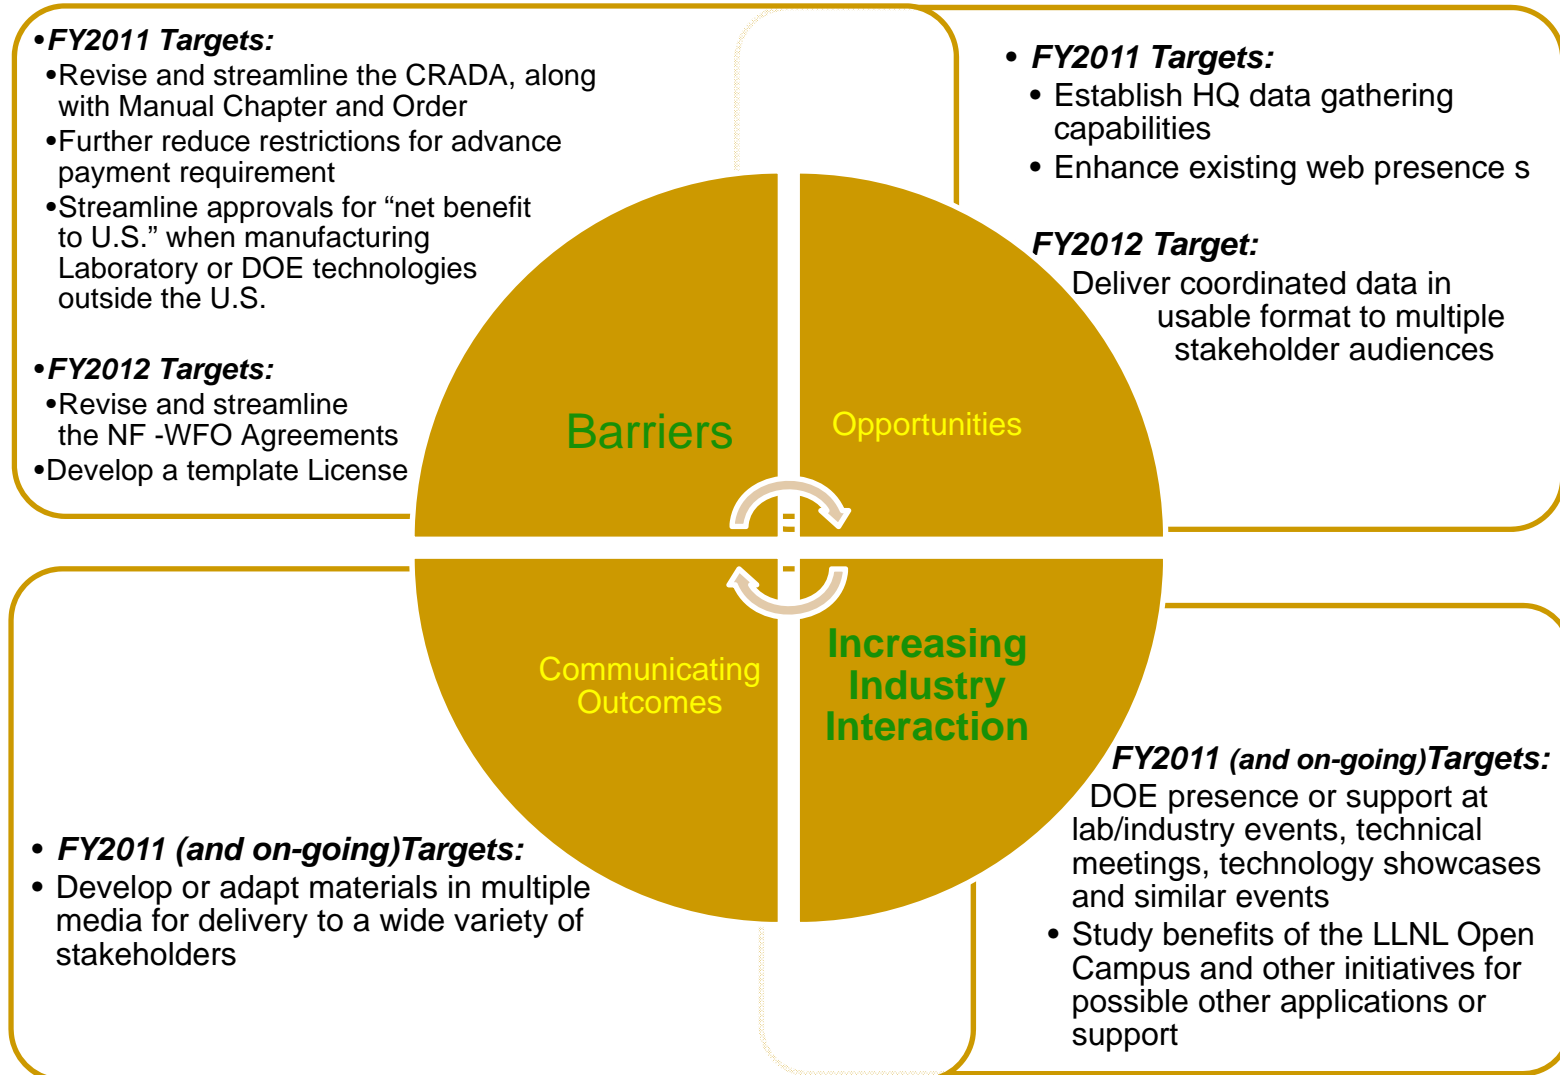 •FY2011 Targets:
•Revise and streamline the CRADA, along
with Manual Chapter and Order
•Further reduce restrictions for advance
payment requirement
•Streamline approvals for “net benefit
to U.S.” when manufacturing
Laboratory or DOE technologies
outside the U.S.
•FY2012 Targets:
•Revise and streamline
the NF -WFO Agreements
•Develop a template License
• FY2011 Targets:
• Establish HQ data gathering
capabilities
• Enhance existing web presence s
FY2012 Target:
Deliver coordinated data in
usable format to multiple
stakeholder audiences
Barriers
Opportunities
Communicating
Outcomes
Increasing
Industry
Interaction
• FY2011 (and on-going)Targets:
• Develop or adapt materials in multiple
media for delivery to a wide variety of
stakeholders
FY2011 (and on-going)Targets:
DOE presence or support at
lab/industry events, technical
meetings, technology showcases
and similar events
• Study benefits of the LLNL Open
Campus and other initiatives for
possible other applications or
support